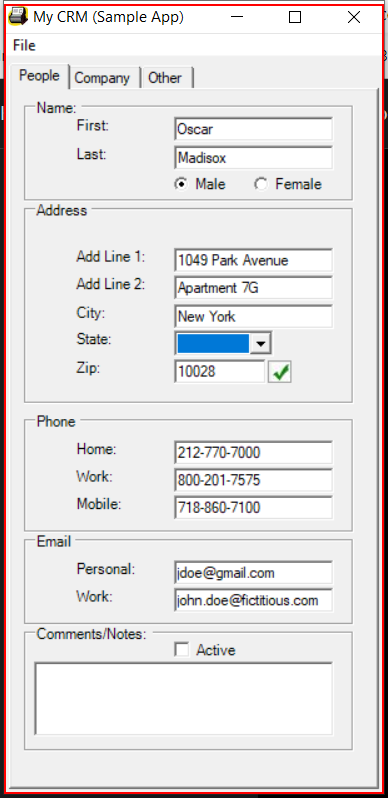 My CRM (Sample App)
File
People Company Other
Name:
First: Oscar
Last: Madisox
Male Female
Address
Add Line 1: 1049 Park Avenue
Add Line 2: Apartment 7G
City: New York
State:
Zip: 10028
Phone
Home: 212-770-7000
Work: 800-201-7575
Mobile: 718-860-7100
Email
Personal: jdoe@gmail.com
Work: john.doe@fictitious.com
Comments/Notes:
Active